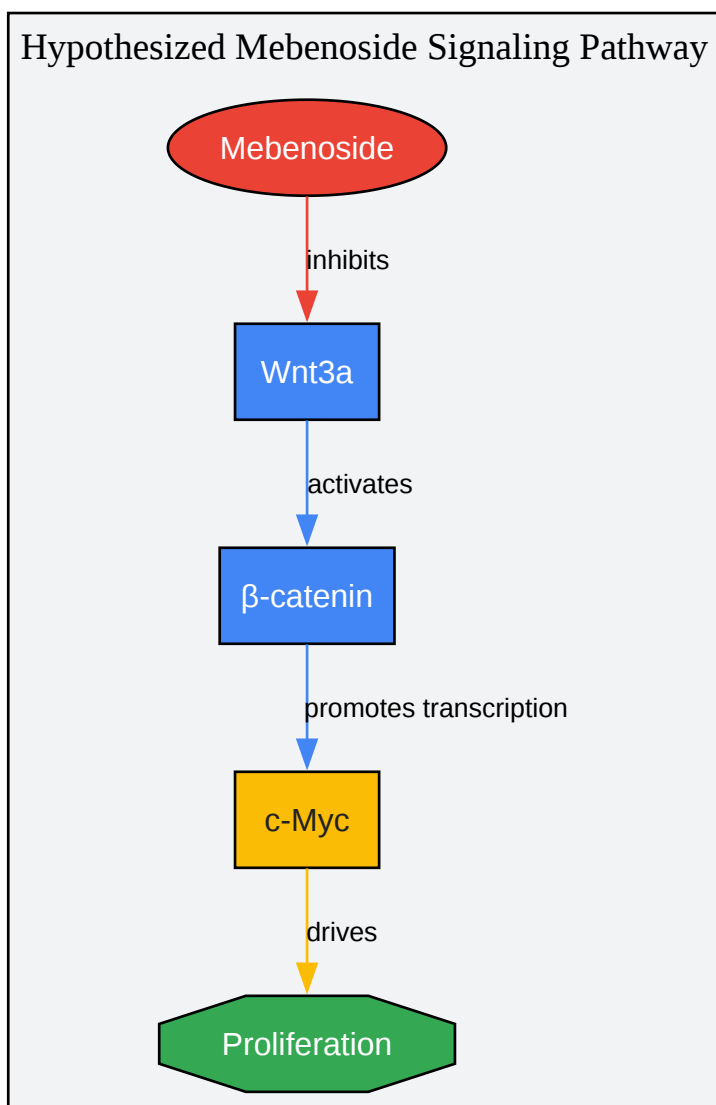 Hypothesized Mebenoside Signaling Pathway
Mebenoside
inhibits
Wnt3a
activates
β-catenin
promotes transcription
c-Myc
drives
Proliferation